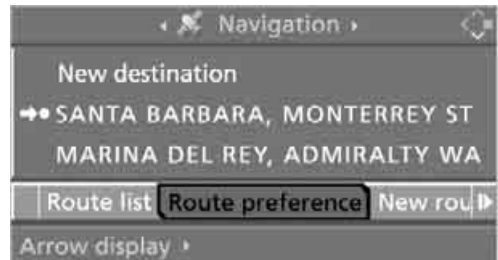 Navigation
New destination
SANTA BARBARA, MONTERREY ST
MARINA DEL REY, ADMIRALTY WA
Route list Route preference New rou
Arrow display